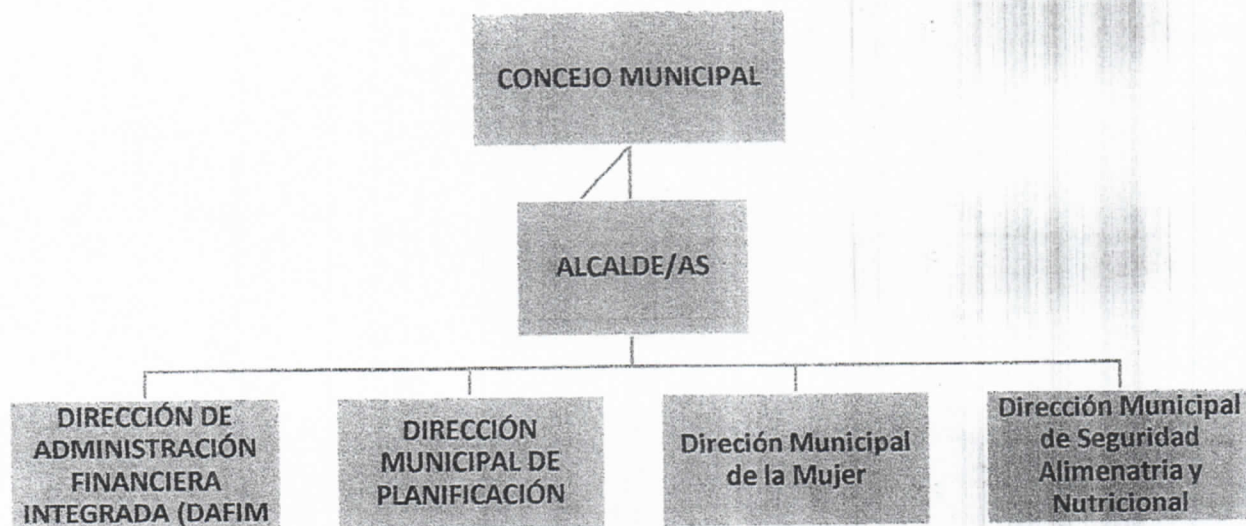 CONCEJO MUNICIPAL
ALCALDE/AS
DIRECCIÓN DE
ADMINISTRACIÓN
FINANCIERA
INTEGRADA (DAFIM
DIRECCIÓN
MUNICIPAL DE
PLANIFICACIÓN
Direción Municipal
de la Mujer
Dirección Municipal
de Seguridad
Alimenatria y
Nutricional